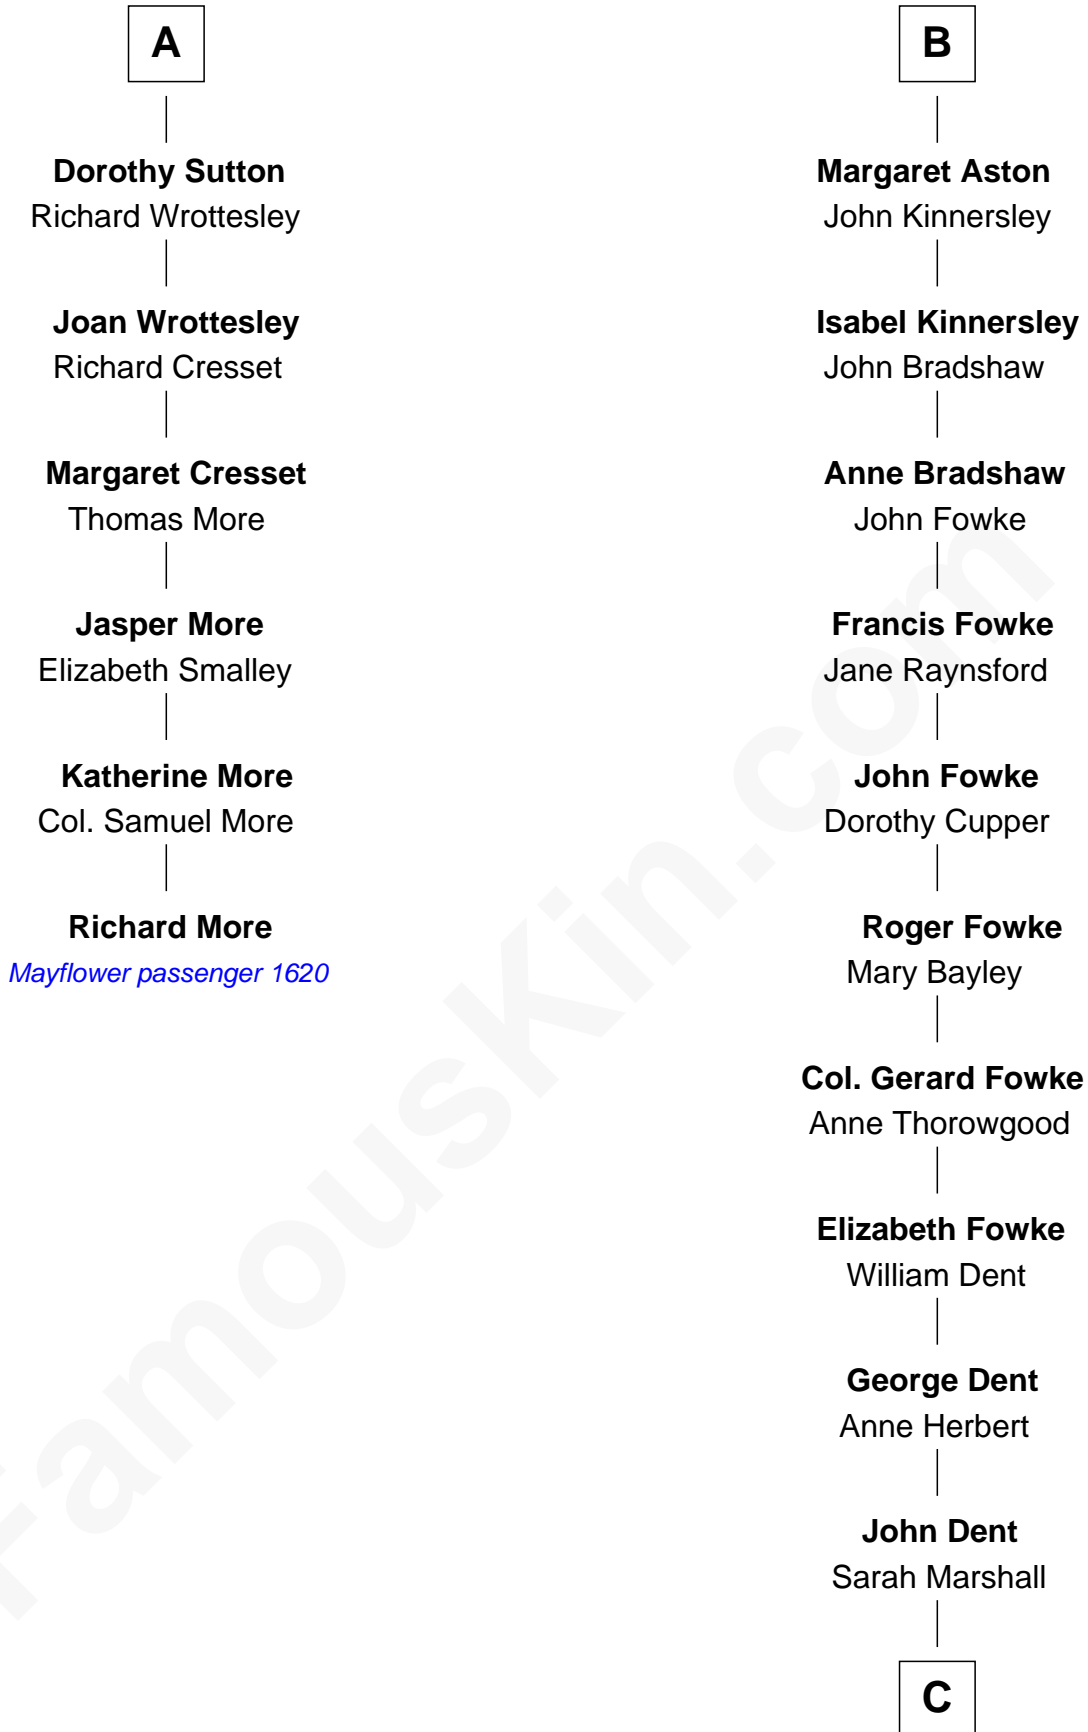 A
Dorothy Sutton
Richard Wrottesley
Joan Wrottesley
Richard Cresset
Margaret Cresset
Thomas More
Jasper More
Elizabeth Smalley
Katherine More
Col. Samuel More
Richard More
Mayflower passenger 1620
B
Margaret Aston
John Kinnersley
Isabel Kinnersley
John Bradshaw
Anne Bradshaw
John Fowke
Francis Fowke
Jane Raynsford
John Fowke
Dorothy Cupper
Roger Fowke
Mary Bayley
Col. Gerard Fowke
Anne Thorowgood
Elizabeth Fowke
William Dent
George Dent
Anne Herbert
John Dent
Sarah Marshall
C
FamousKin.com